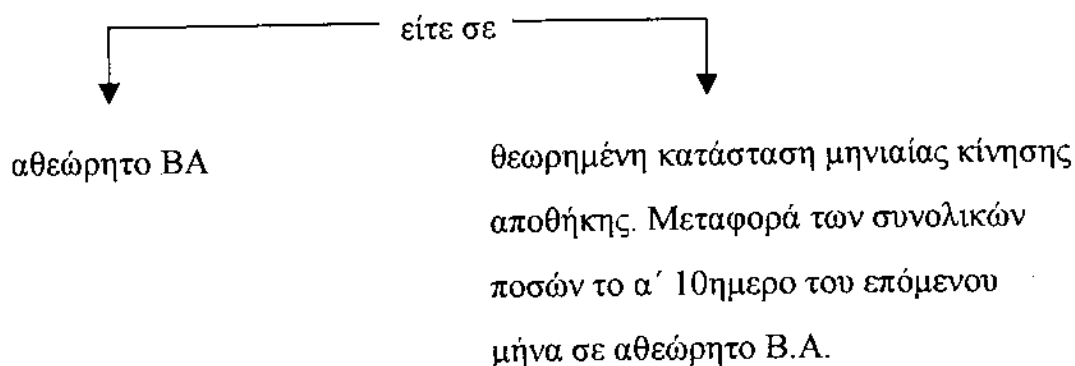 είτε σε
αθεώρητο ΒΑ
θεωρημένη κατάσταση μηνιαίας κίνησης
αποθήκης. Μεταφορά των συνολικών
ποσών το α΄ 10ημερο του επόμενου
μήνα σε αθεώρητο Β.Α.